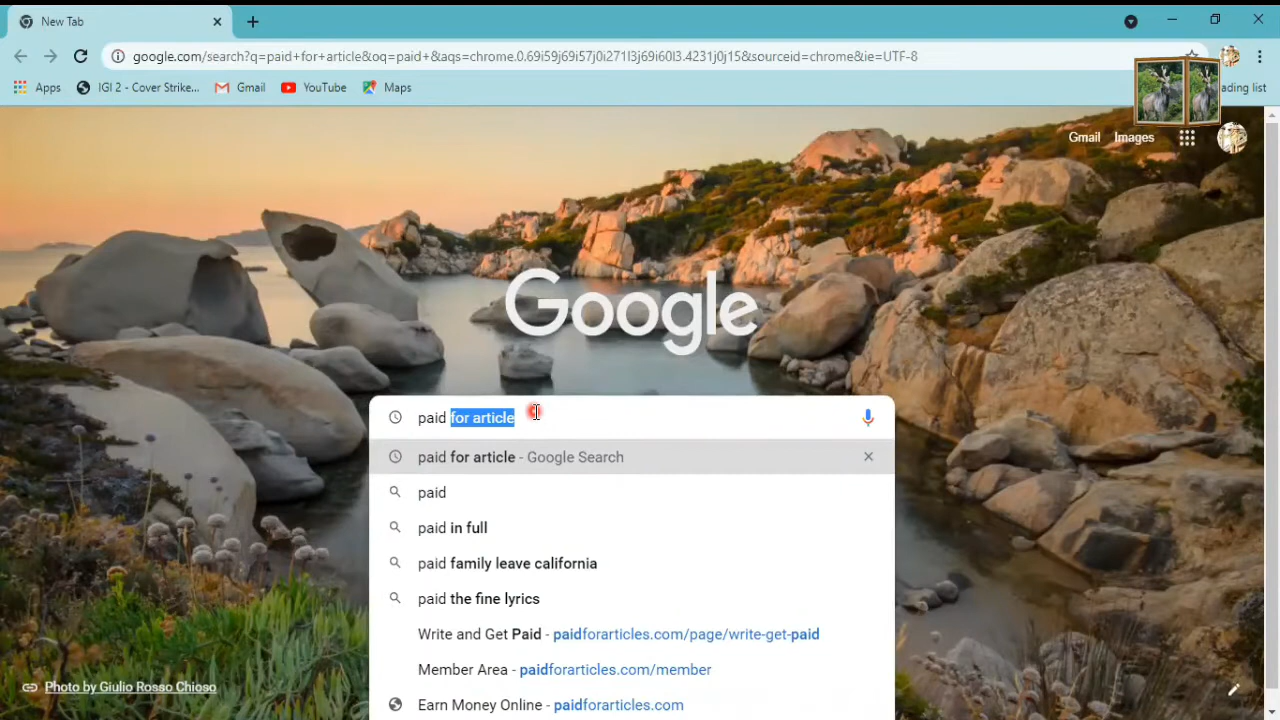 New Tab
google.com/search?q=paid+for+article&oq=paid+&aqs=chrome.0.69i59j69i57j0i271l3j69i60l3.4231j0j15&sourceid=chrome&ie=UTF-8
Apps IGI 2 - Cover Strike... Gmail YouTube Maps ading list
Gmail Images
Google
paid for article
paid for article - Google Search
paid
paid in full
paid family leave california
paid the fine lyrics
Write and Get Paid - paidforarticles.com/page/write-get-paid
Member Area - paidforarticles.com/member
Earn Money Online - paidforarticles.com
Photo by Giulio Rosso Chioso